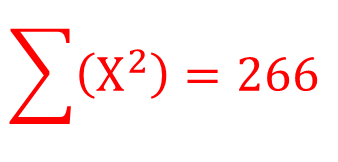 ∑(X²) = 266